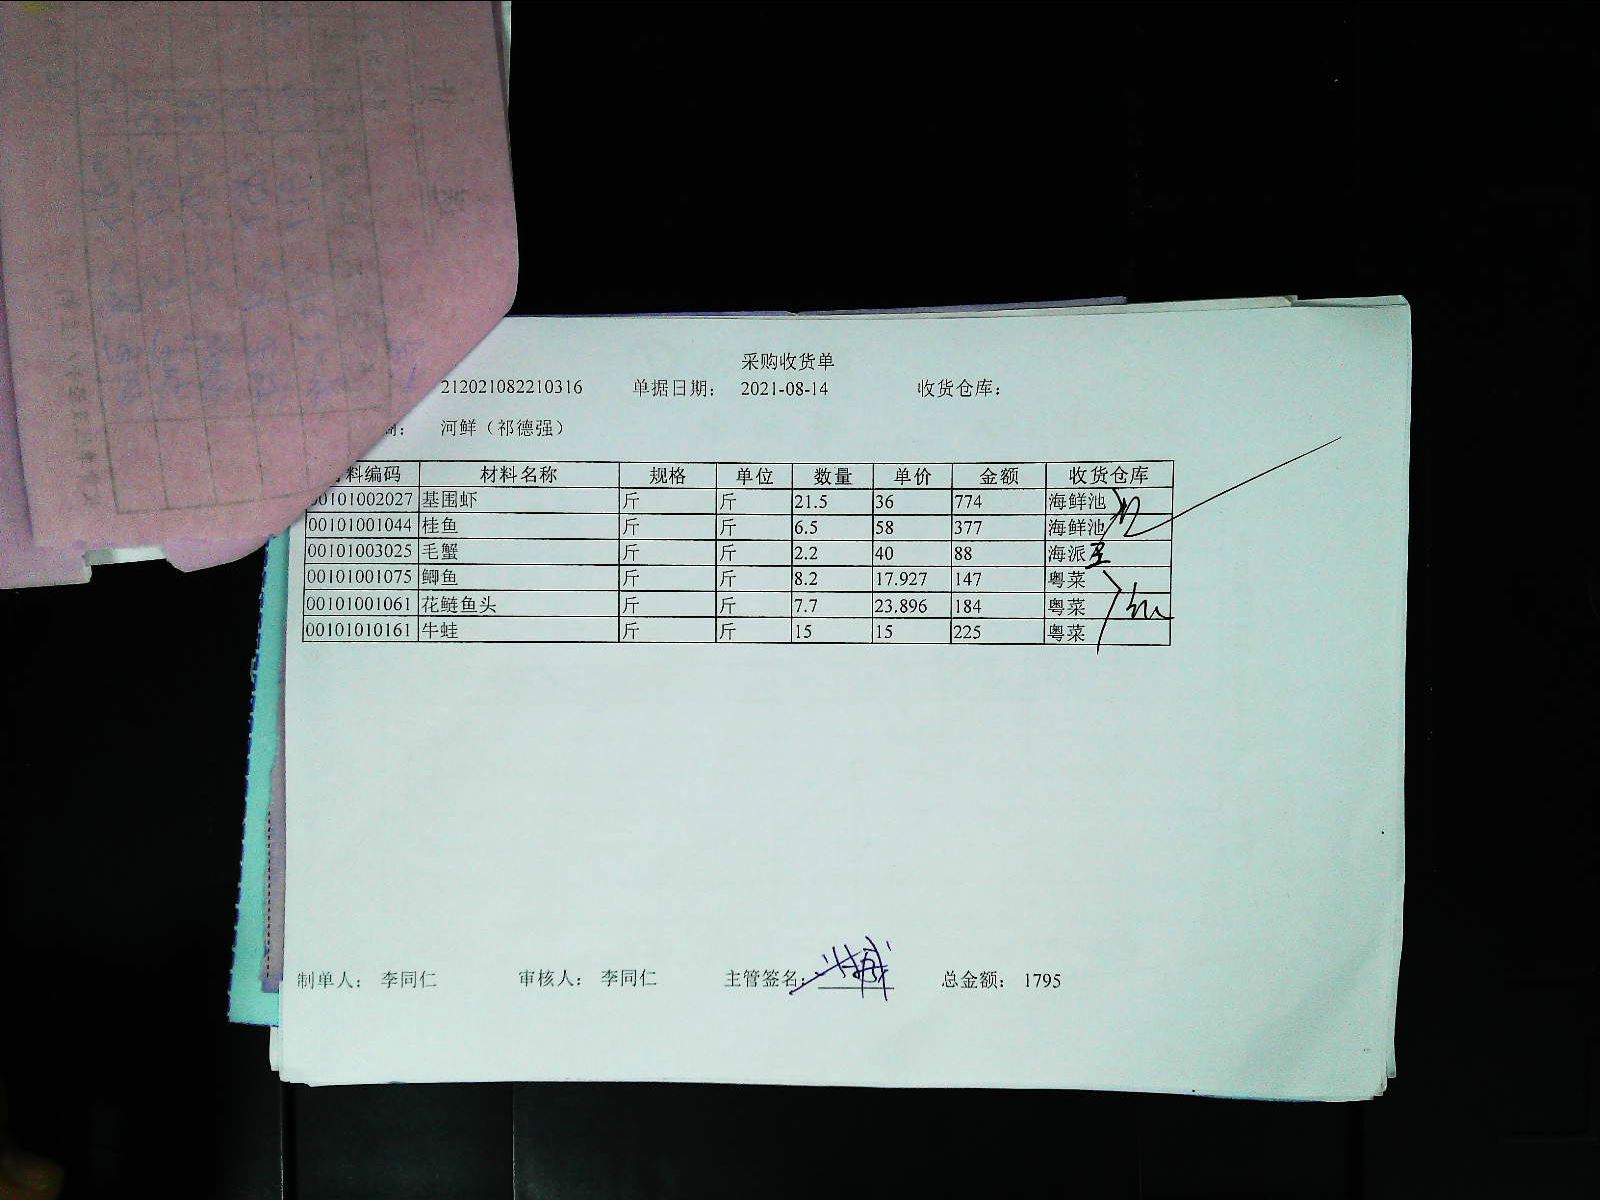 采购收货单
212021082210316 单据日期： 2021-08-14 收货仓库：
商： 河鲜（祁德强）
料编码 材料名称 规格 单位 数量 单价 金额 收货仓库
00101002027 基围虾 斤 斤 21.5 36 774 海鲜池
00101001044 桂鱼 斤 斤 6.5 58 377 海鲜池
00101003025 毛蟹 斤 斤 2.2 40 88 海派
00101001075 鲫鱼 斤 斤 8.2 17.927 147 粤菜
00101001061 花鲢鱼头 斤 斤 7.7 23.896 184 粤菜
00101010161 牛蛙 斤 斤 15 15 225 粤菜
制单人： 李同仁 审核人： 李同仁 主管签名： 总金额： 1795